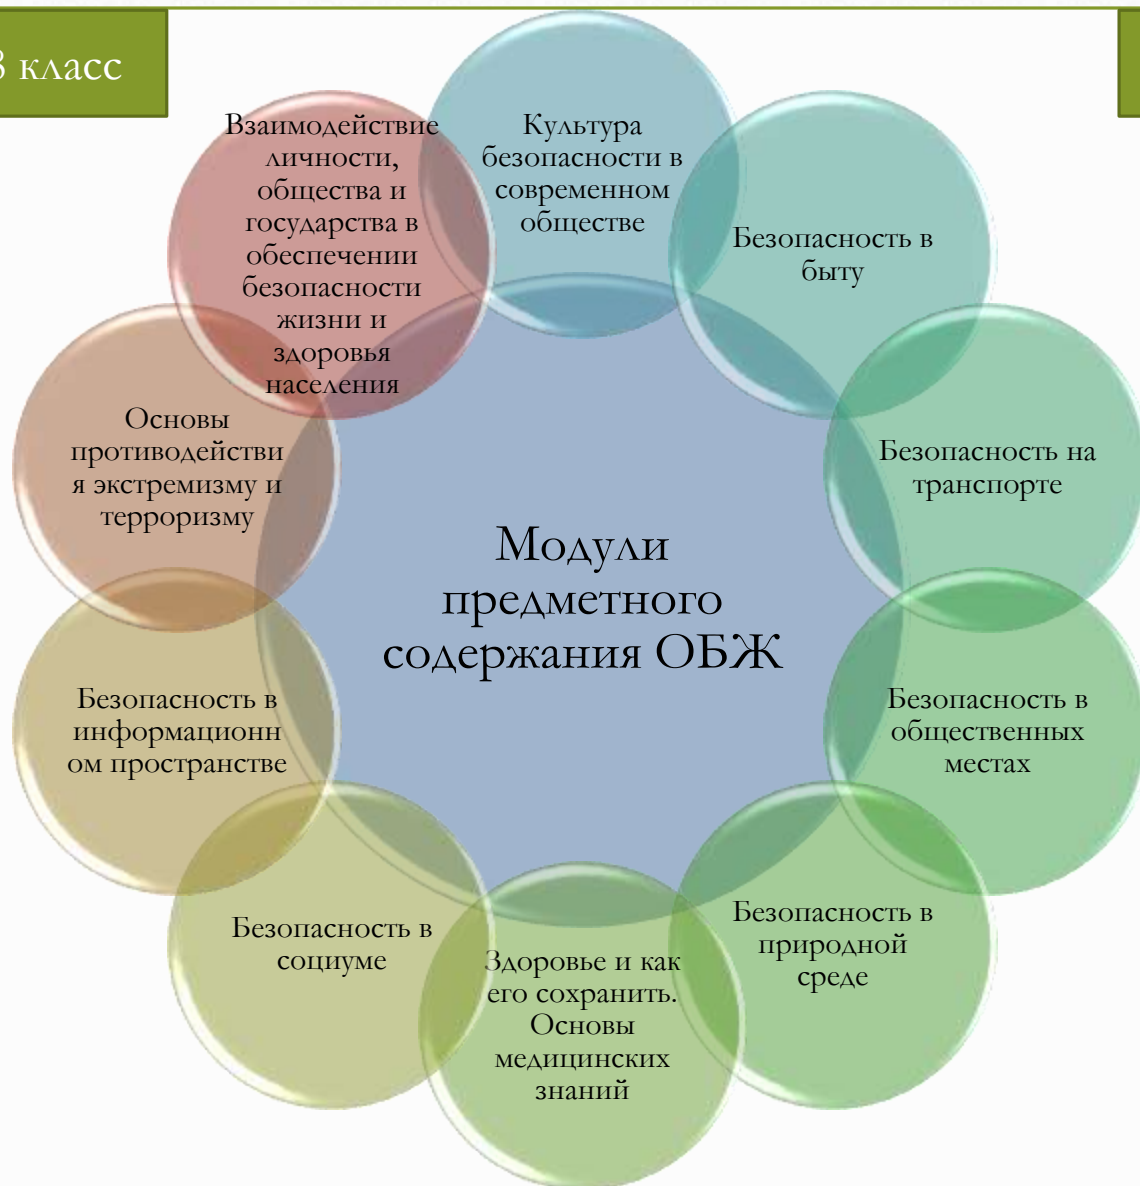 8 класс
Культура
безопасности в
современном
обществе
Безопасность в
быту
Безопасность на
транспорте
Безопасность в
общественных
местах
Безопасность в
природной
среде
Здоровье и как
его сохранить.
Основы
медицинских
знаний
Безопасность в
социуме
Безопасность в
информационн
ом пространстве
Основы
противодействи
я экстремизму и
терроризму
Взаимодействие
личности,
общества и
государства в
обеспечении
безопасности
жизни и
здоровья
населения
Модули
предметного
содержания ОБЖ